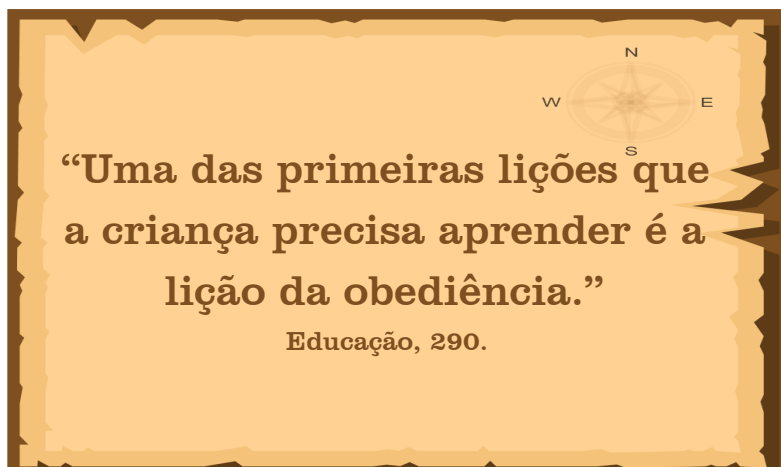 N
W E
S
“Uma das primeiras lições que
a criança precisa aprender é a
lição da obediência.”
Educação, 290.